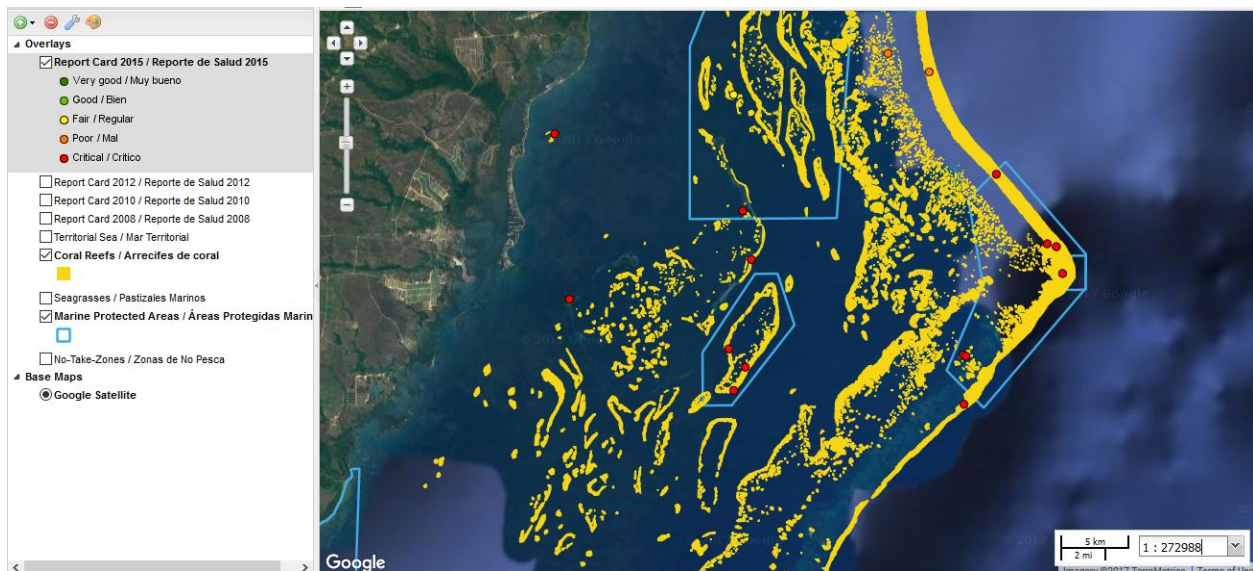 Overlays
Report Card 2015 / Reporte de Salud 2015
Very good / Muy bueno
Good / Bien
Fair / Regular
Poor / Mal
Critical / Crítico
Report Card 2012 / Reporte de Salud 2012
Report Card 2010 / Reporte de Salud 2010
Report Card 2008 / Reporte de Salud 2008
Territorial Sea / Mar Territorial
Coral Reefs / Arrecifes de coral
Seagrasses / Pastizales Marinos
Marine Protected Areas / Áreas Protegidas Marin
No-Take-Zones / Zonas de No Pesca
Base Maps
Google Satellite
Google
5 km
2 mi
1 : 272988
Imagery ©2017 TerraMetrics | Terms of Use